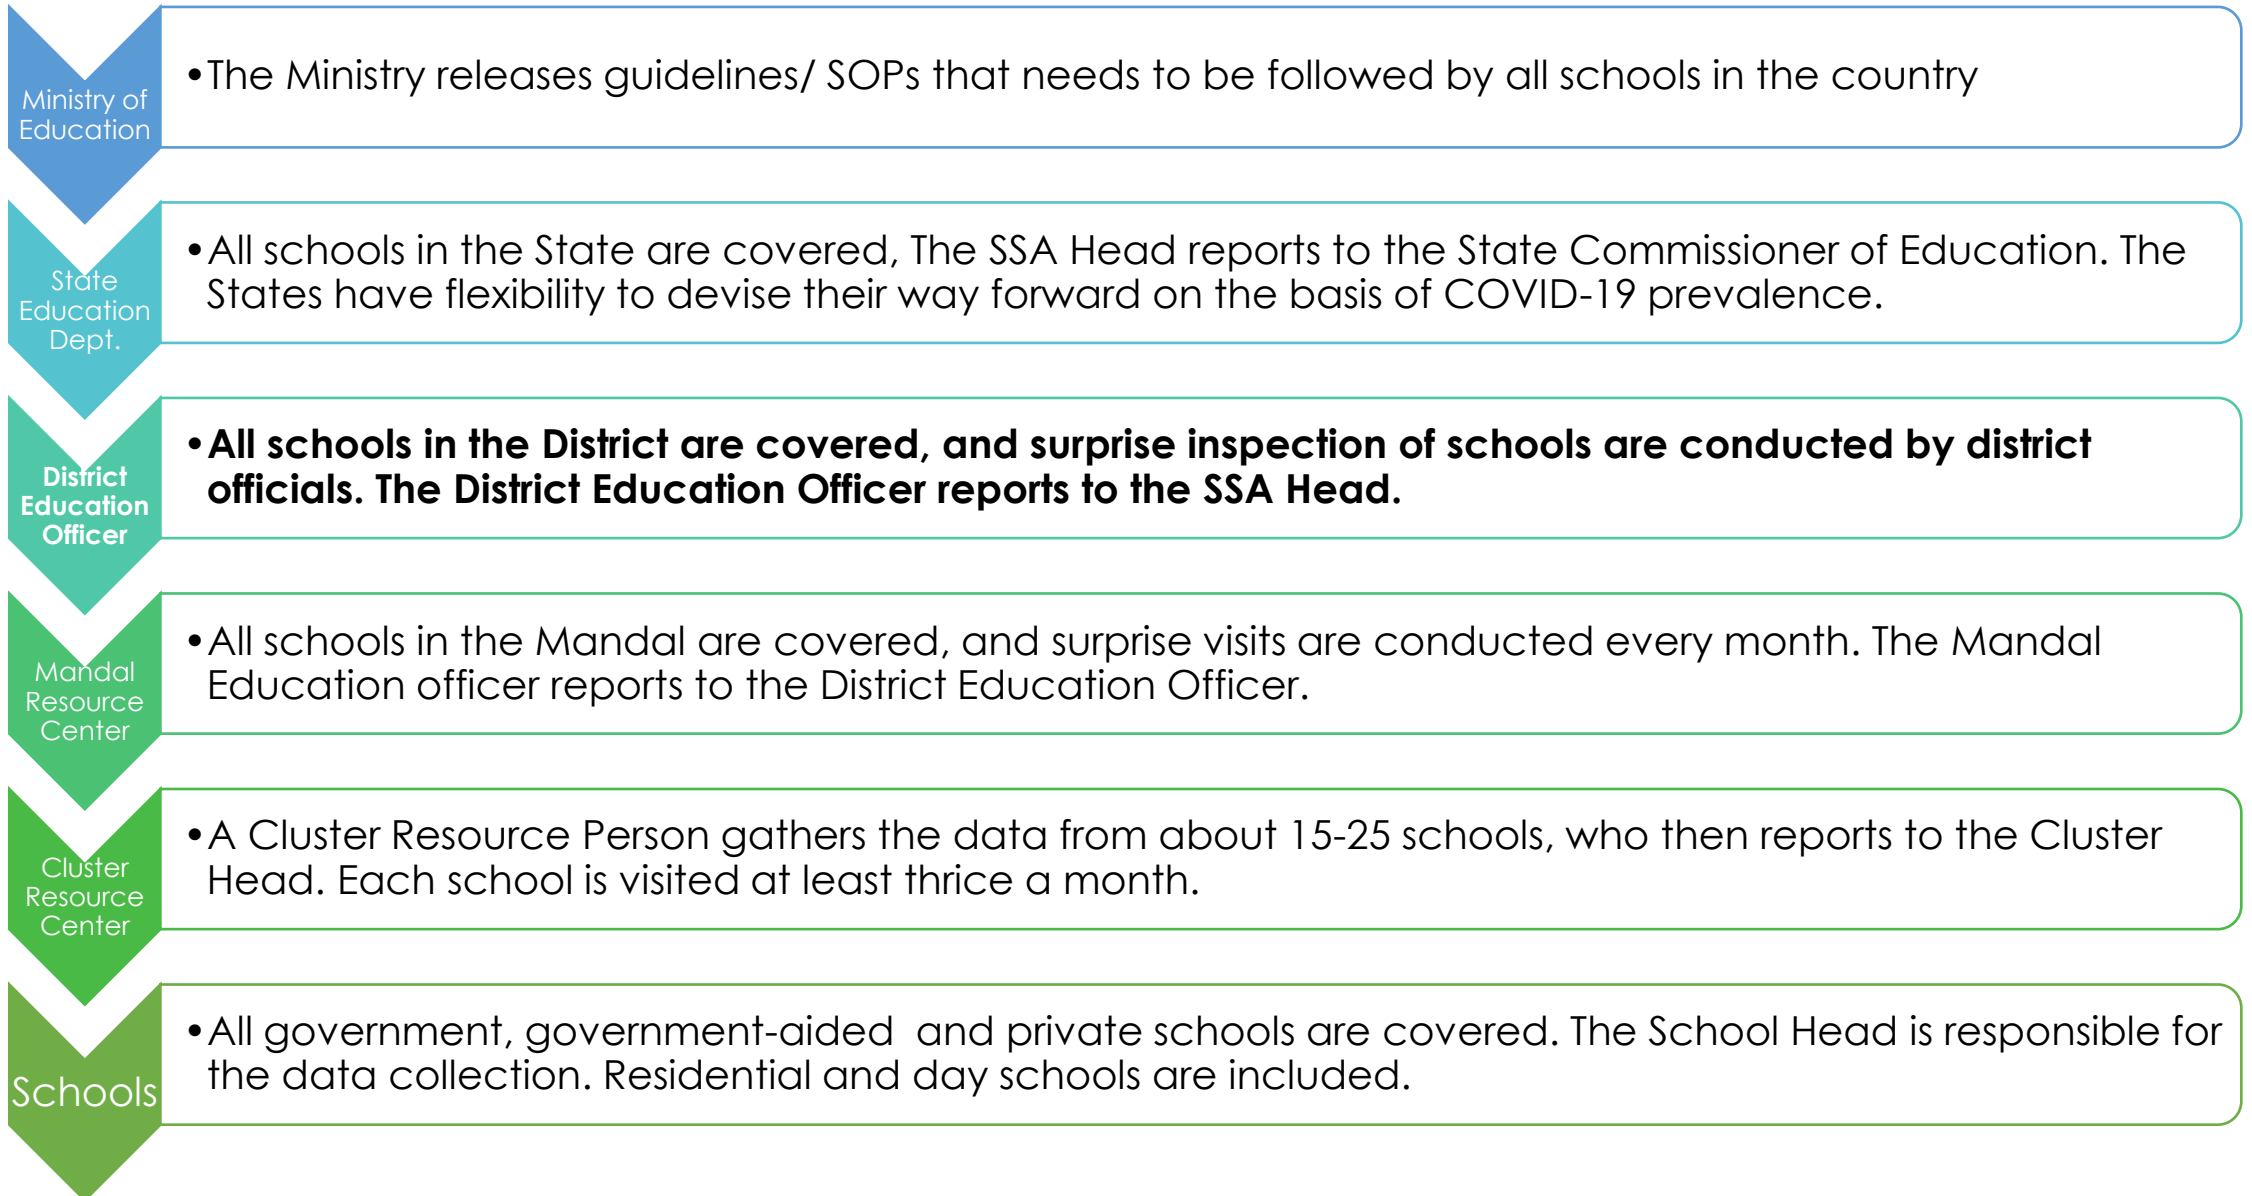 Ministry of
Education
•The Ministry releases guidelines/ SOPs that needs to be followed by all schools in the country
State
Education
Dept.
•All schools in the State are covered, The SSA Head reports to the State Commissioner of Education. The
States have flexibility to devise their way forward on the basis of COVID-19 prevalence.
District
Education
Officer
•All schools in the District are covered, and surprise inspection of schools are conducted by district
officials. The District Education Officer reports to the SSA Head.
Mandal
Resource
Center
•All schools in the Mandal are covered, and surprise visits are conducted every month. The Mandal
Education officer reports to the District Education Officer.
Cluster
Resource
Center
•A Cluster Resource Person gathers the data from about 15-25 schools, who then reports to the Cluster
Head. Each school is visited at least thrice a month.
Schools
•All government, government-aided  and private schools are covered. The School Head is responsible for
the data collection. Residential and day schools are included.